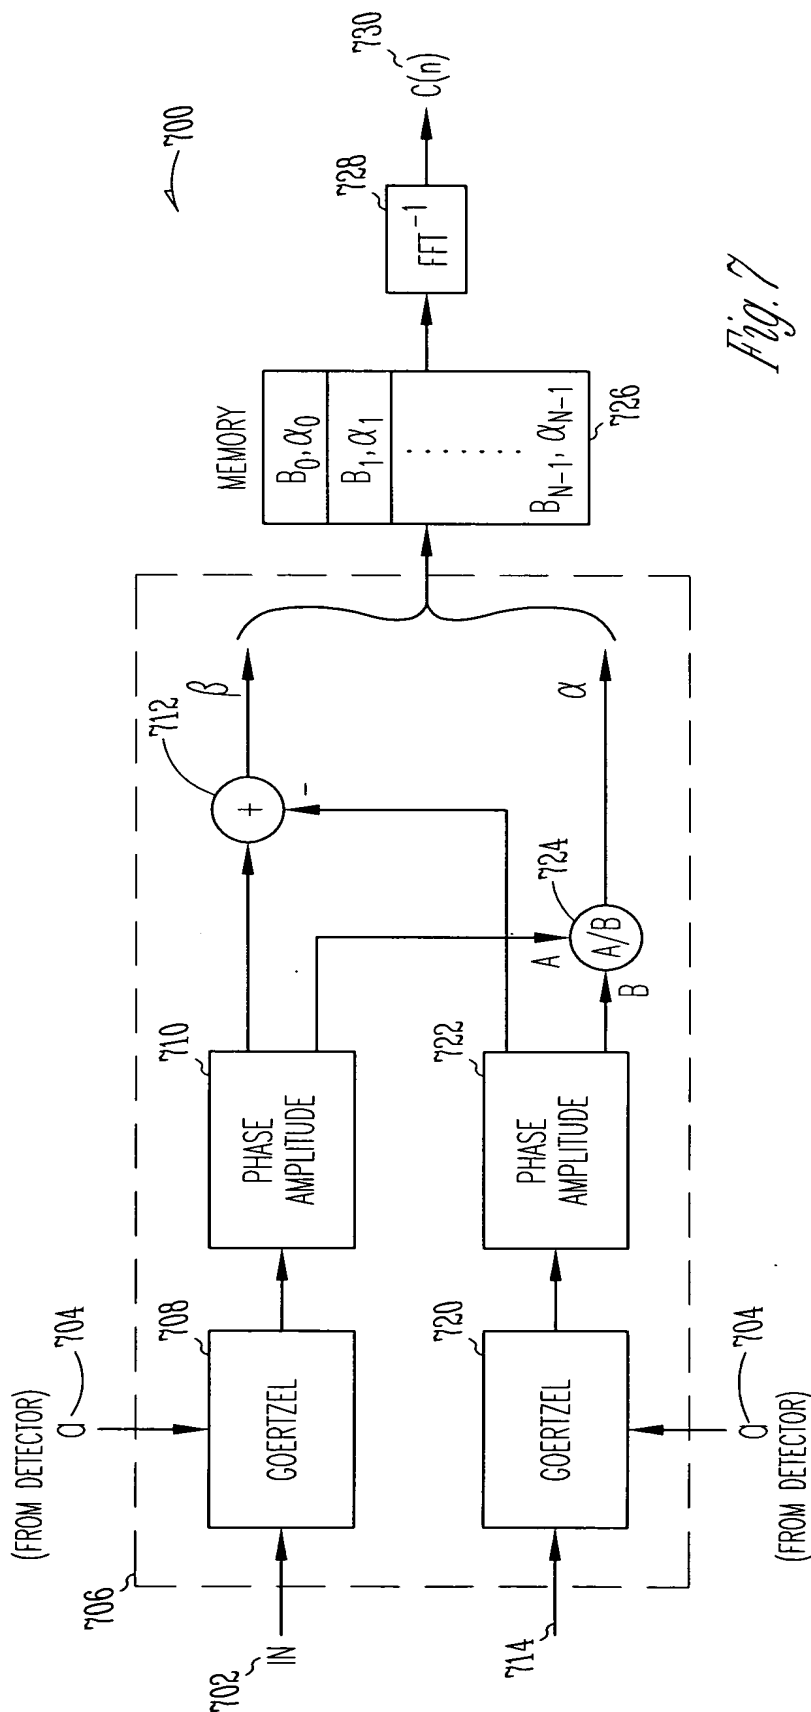 700
(FROM DETECTOR)
a
704
706
702
IN
708
GOERTZEL
710
PHASE
AMPLITUDE
712
+
-
β
714
720
GOERTZEL
722
PHASE
AMPLITUDE
A
B
724
A/B
α
(FROM DETECTOR)
a
704
MEMORY
B0,α0
B1,α1
.......
BN-1, αN-1
726
728
FFT-1
730
C(n)
Fig. 7